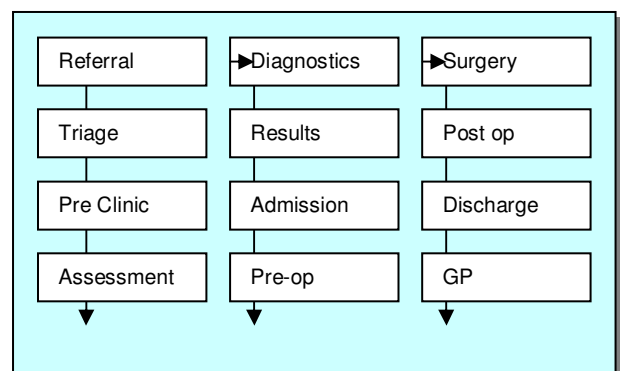 Referral
Triage
Pre Clinic
Assessment
Diagnostics
Results
Admission
Pre-op
Surgery
Post op
Discharge
GP